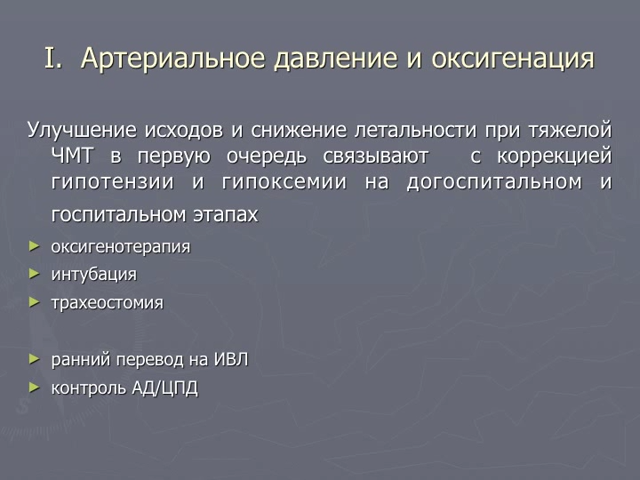 I. Артериальное давление и оксигенация
Улучшение исходов и снижение летальности при тяжелой
ЧМТ в первую очередь связывают с коррекцией
гипотензии и гипоксемии на догоспитальном и
госпитальном этапах
оксигенотерапия
интубация
трахеостомия
ранний перевод на ИВЛ
контроль АД/ЦПД